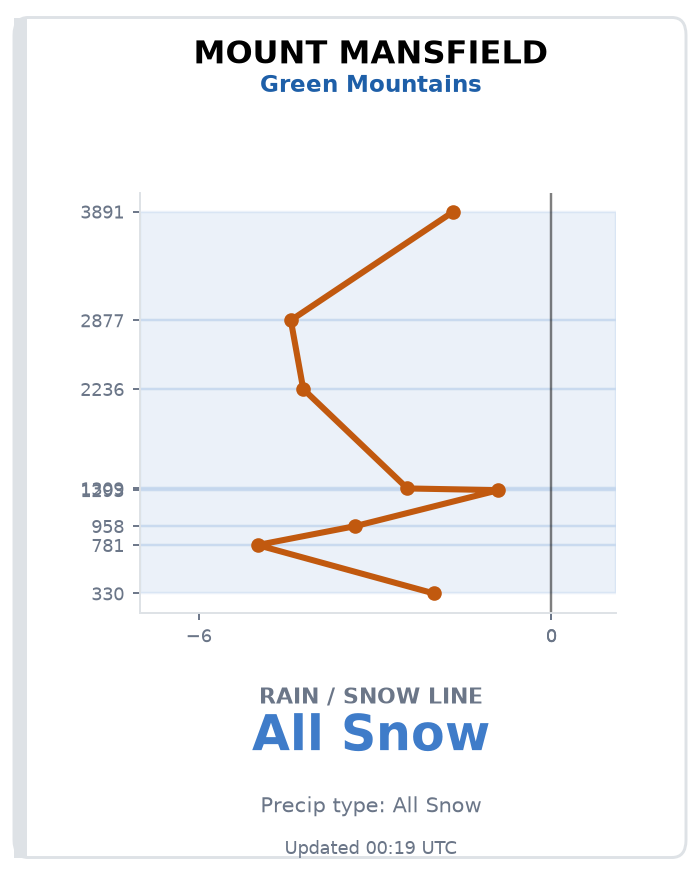 MOUNT MANSFIELD
Green Mountains
3891
2877
2236
958
781
330
−6 0
RAIN / SNOW LINE
All Snow
Precip type: All Snow
Updated 00:19 UTC